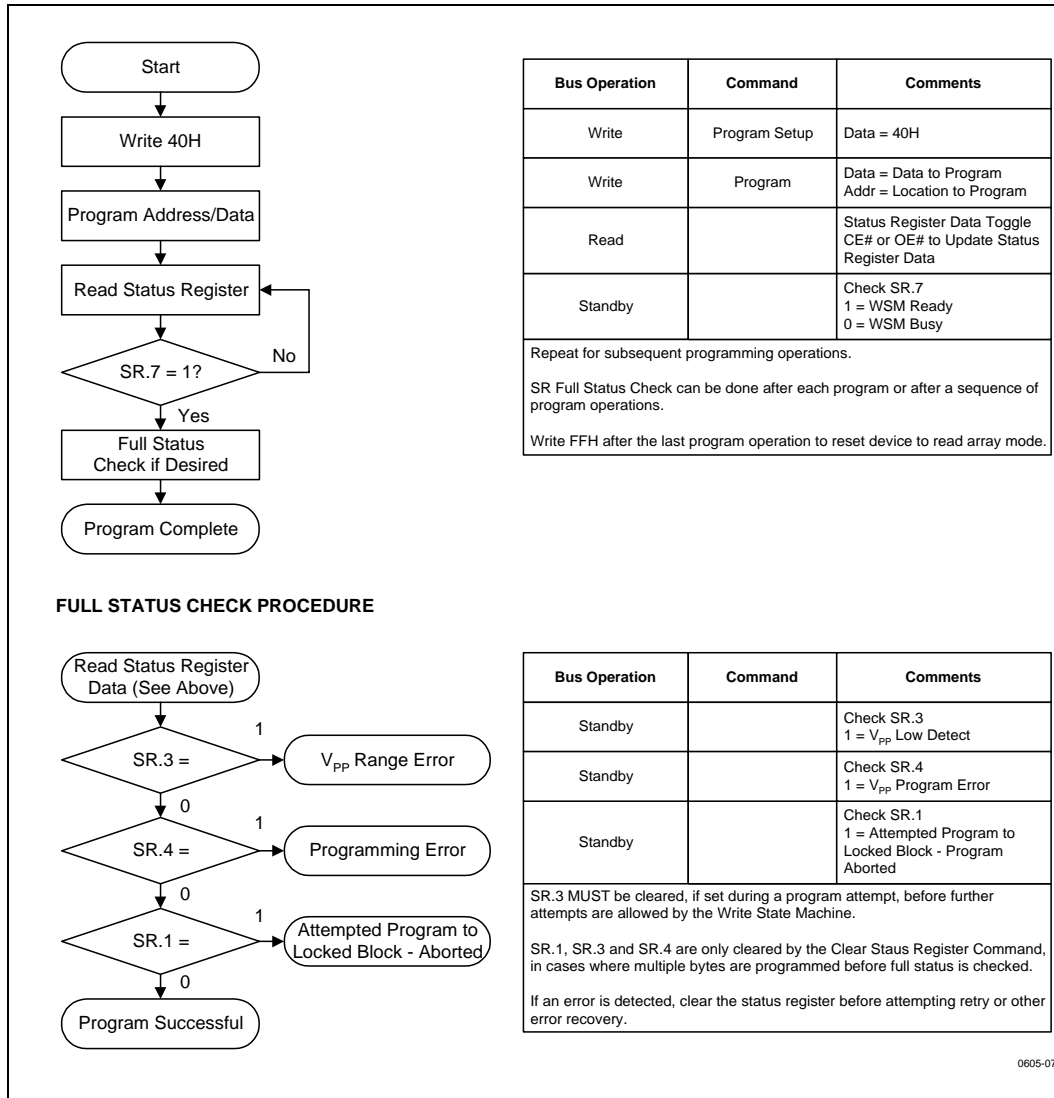 Start
Write 40H
Program Address/Data
Read Status Register
No
SR.7 = 1?
Yes
Full Status
Check if Desired
Program Complete
Bus Operation Command Comments
Write Program Setup Data = 40H
Write Program Data = Data to Program
Addr = Location to Program
Read Status Register Data Toggle
CE# or OE# to Update Status
Register Data
Standby Check SR.7
1 = WSM Ready
0 = WSM Busy
Repeat for subsequent programming operations.
SR Full Status Check can be done after each program or after a sequence of
program operations.
Write FFH after the last program operation to reset device to read array mode.
FULL STATUS CHECK PROCEDURE
Read Status Register
Data (See Above)
1
SR.3 =
VPP Range Error
0
1
SR.4 =
Programming Error
0
1
SR.1 =
Attempted Program to
Locked Block - Aborted
0
Program Successful
Bus Operation Command Comments
Standby Check SR.3
1 = VPP Low Detect
Standby Check SR.4
1 = VPP Program Error
Standby Check SR.1
1 = Attempted Program to
Locked Block - Program
Aborted
SR.3 MUST be cleared, if set during a program attempt, before further
attempts are allowed by the Write State Machine.
SR.1, SR.3 and SR.4 are only cleared by the Clear Staus Register Command,
in cases where multiple bytes are programmed before full status is checked.
If an error is detected, clear the status register before attempting retry or other
error recovery.
0605-07